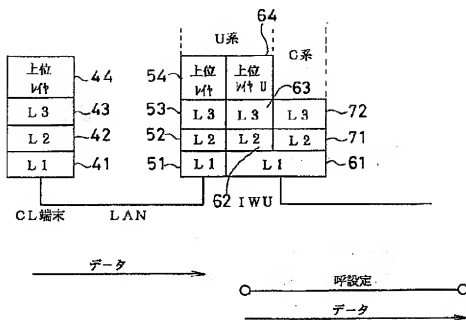 U系
64
C系
上位
レイヤ
44
54
上位
レイヤ
上位
レイヤ U
63
L3
43
53
L3
L3
L3
72
L2
42
52
L2
L2
L2
71
L1
41
51
L1
L1
61
62
IWU
CL端末
LAN
データ
呼設定
データ